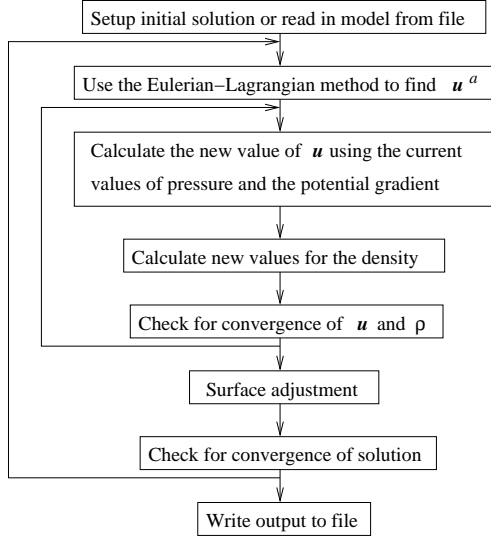 Setup initial solution or read in model from file
Use the Eulerian−Lagrangian method to find u a
Calculate the new value of u using the current
values of pressure and the potential gradient
Calculate new values for the density
Check for convergence of u and ρ
Surface adjustment
Check for convergence of solution
Write output to file